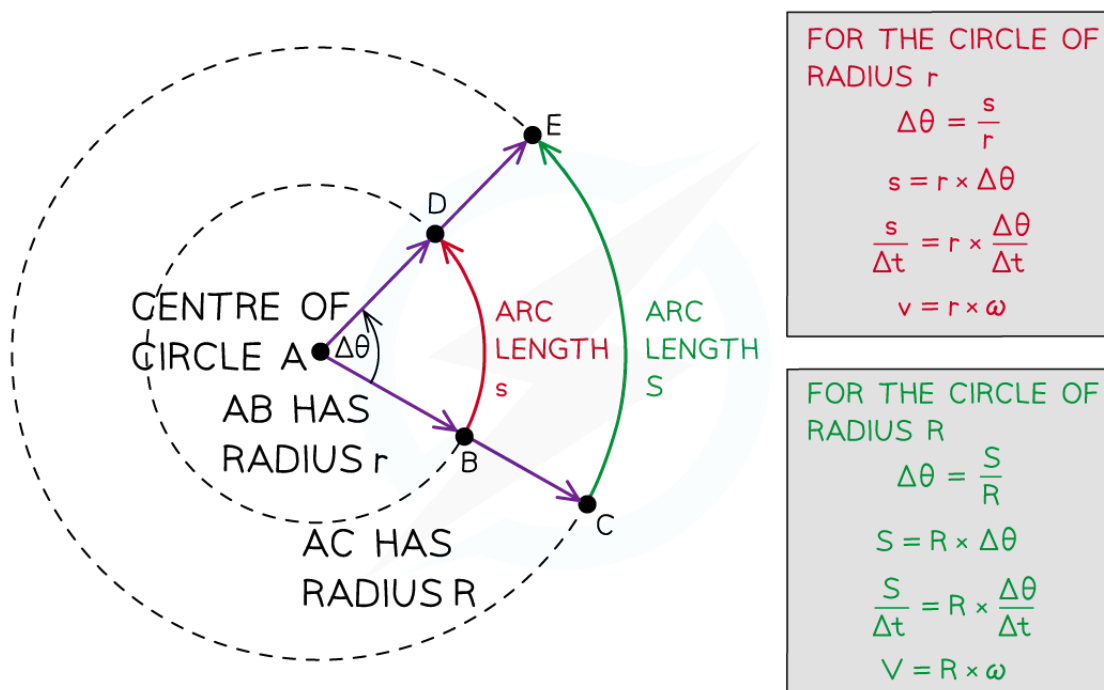 E
D
CENTRE OF
CIRCLE A
Δθ
AB HAS
RADIUS r
B
C
AC HAS
RADIUS R
ARC
LENGTH
s
ARC
LENGTH
S
FOR THE CIRCLE OF
RADIUS r
Δθ = s/r
s = r × Δθ
s/Δt = r × Δθ/Δt
v = r × ω
FOR THE CIRCLE OF
RADIUS R
Δθ = S/R
S = R × Δθ
S/Δt = R × Δθ/Δt
V = R × ω